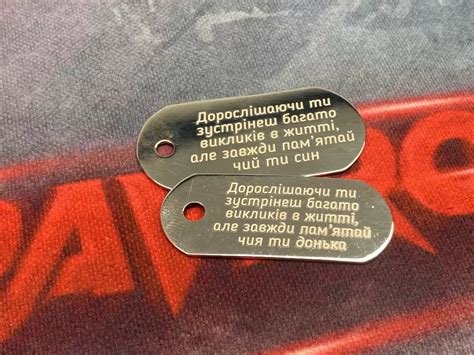 Дорослішаючи ти
зустрінеш багато
викликів в житті,
але завжди пам'ятай
чий ти син
Дорослішаючи ти
зустрінеш багато
викликів в житті,
але завжди пам'ятай
чия ти донька